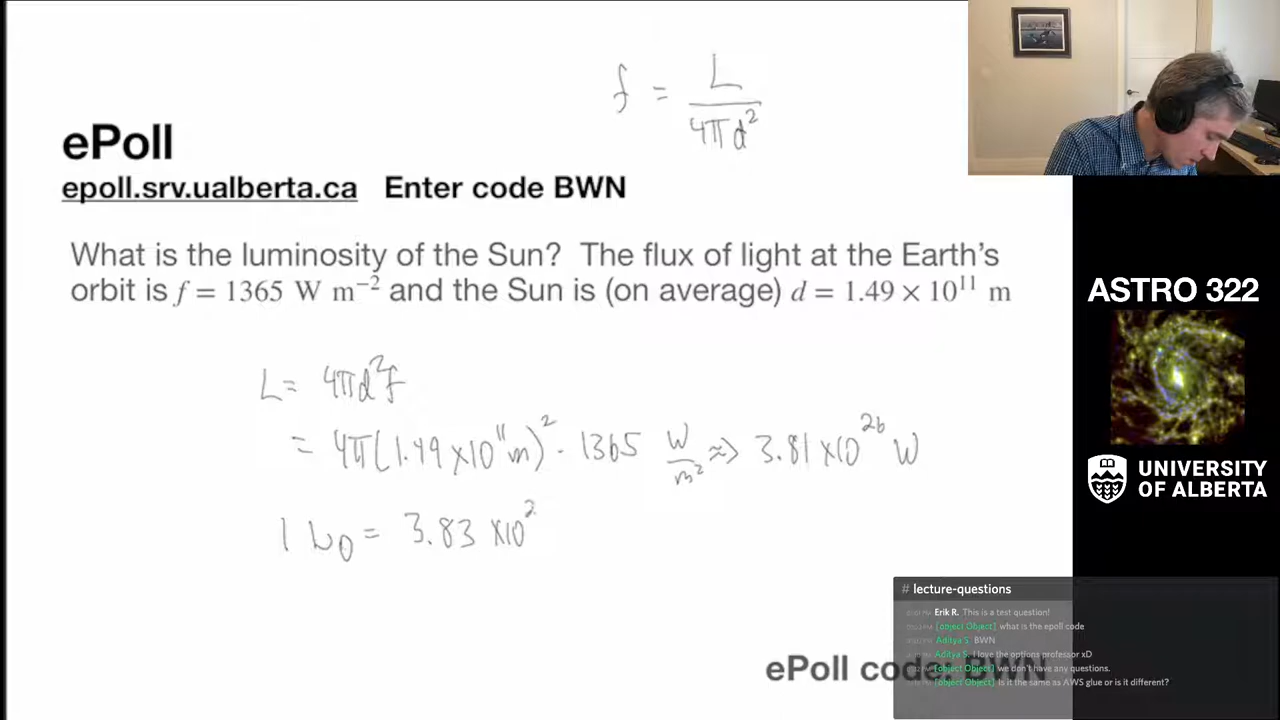 f = L / 4πd²
ePoll
epoll.srv.ualberta.ca Enter code BWN
What is the luminosity of the Sun? The flux of light at the Earth's
orbit is f = 1365 W m⁻² and the Sun is (on average) d = 1.49 × 10¹¹ m
L = 4πd²f
= 4π(1.49 ×10¹¹ m)² · 1365 W/m² ≈> 3.81 ×10²⁶ W
1 L⊙ = 3.83 ×10²
ePoll code: BWN
ASTRO 322
UNIVERSITY
OF ALBERTA
# lecture-questions
Erik R. This is a test question!
[object Object] what is the epoll code
Aditya S. BWN
Aditya S. I love the options professor xD
[object Object] we don't have any questions.
[object Object] Is it the same as AWS glue or is it different?